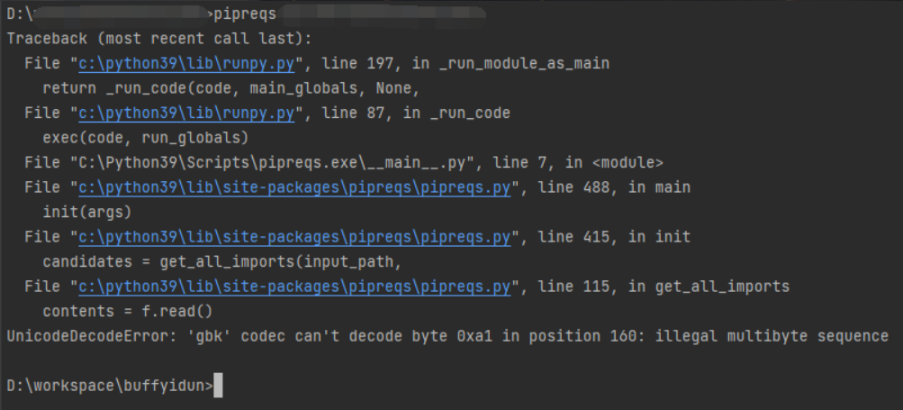 D:\ >pipreqs
Traceback (most recent call last):
File "c:\python39\lib\runpy.py", line 197, in _run_module_as_main
return _run_code(code, main_globals, None,
File "c:\python39\lib\runpy.py", line 87, in _run_code
exec(code, run_globals)
File "C:\Python39\Scripts\pipreqs.exe\__main__.py", line 7, in <module>
File "c:\python39\lib\site-packages\pipreqs\pipreqs.py", line 488, in main
init(args)
File "c:\python39\lib\site-packages\pipreqs\pipreqs.py", line 415, in init
candidates = get_all_imports(input_path,
File "c:\python39\lib\site-packages\pipreqs\pipreqs.py", line 115, in get_all_imports
contents = f.read()
UnicodeDecodeError: 'gbk' codec can't decode byte 0xa1 in position 160: illegal multibyte sequence
D:\workspace\buffyidun>